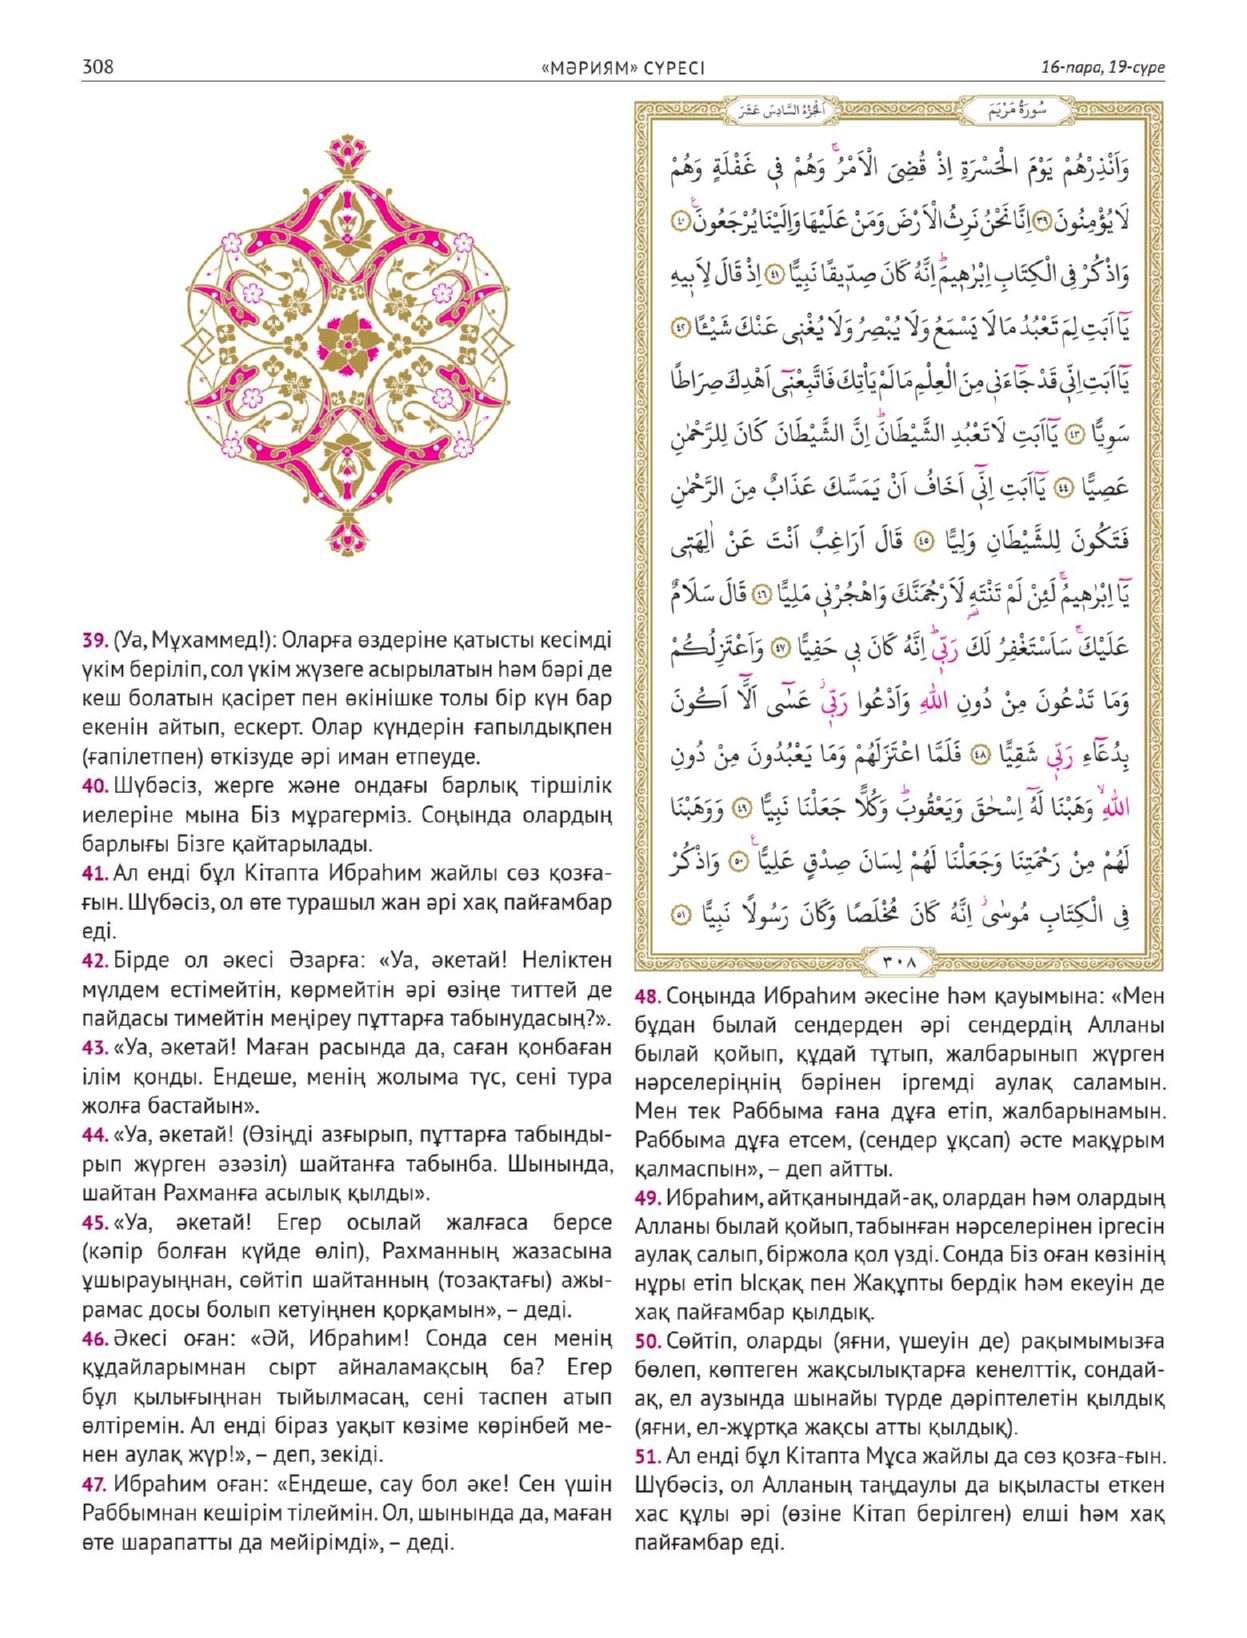 308
«МӘРИЯМ» СҮРЕСІ
16-пара, 19-сүре
اَلْجُزْءُ السَّادِسَ عَشَرَ
سُورَةُ مَرْيَمَ
وَاَنْذِرْهُمْ يَوْمَ الْحَسْرَةِ اِذْ قُضِىَ الْاَمْرُۢ وَهُمْ ف۪ى غَفْلَةٍ وَهُمْ
لَا يُؤْمِنُونَ ٣٩ اِنَّا نَحْنُ نَرِثُ الْاَرْضَ وَمَنْ عَلَيْهَا وَاِلَيْنَا يُرْجَعُونَ ٤٠
وَاذْكُرْ فِى الْكِتَابِ اِبْرٰه۪يمَ اِنَّهُ كَانَ صِدّ۪يقًا نَبِيًّا ٤١ اِذْ قَالَ لِاَب۪يهِ
يَٓا اَبَتِ لِمَ تَعْبُدُ مَا لَا يَسْمَعُ وَلَا يُبْصِرُ وَلَا يُغْن۪ى عَنْكَ شَيْـًٔا ٤٢
يَٓا اَبَتِ اِنّ۪ى قَدْ جَٓاءَن۪ى مِنَ الْعِلْمِ مَا لَمْ يَأْتِكَ فَاتَّبِعْن۪ٓى اَهْدِكَ صِرَاطًا
سَوِيًّا ٤٣ يَٓا اَبَتِ لَا تَعْبُدِ الشَّيْطَانَ اِنَّ الشَّيْطَانَ كَانَ لِلرَّحْمٰنِ
عَصِيًّا ٤٤ يَٓا اَبَتِ اِنّ۪ٓى اَخَافُ اَنْ يَمَسَّكَ عَذَابٌ مِنَ الرَّحْمٰنِ
فَتَكُونَ لِلشَّيْطَانِ وَلِيًّا ٤٥ قَالَ اَرَاغِبٌ اَنْتَ عَنْ اٰلِهَت۪ى
يَٓا اِبْرٰه۪يمُ لَئِنْ لَمْ تَنْتَهِ لَاَرْجُمَنَّكَ وَاهْجُرْن۪ى مَلِيًّا ٤٦ قَالَ سَلَامٌ
عَلَيْكَ سَاَسْتَغْفِرُ لَكَ رَبّ۪ى اِنَّهُ كَانَ ب۪ى حَفِيًّا ٤٧ وَاَعْتَزِلُكُمْ
وَمَا تَدْعُونَ مِنْ دُونِ اللّٰهِ وَاَدْعُوا رَبّ۪ى عَسٰٓى اَلَّٓا اَكُونَ
بِدُعَٓاءِ رَبّ۪ى شَقِيًّا ٤٨ فَلَمَّا اعْتَزَلَهُمْ وَمَا يَعْبُدُونَ مِنْ دُونِ
اللّٰهِ وَهَبْنَا لَهُٓ اِسْحٰقَ وَيَعْقُوبَ وَكُلًّا جَعَلْنَا نَبِيًّا ٤٩ وَوَهَبْنَا
لَهُمْ مِنْ رَحْمَتِنَا وَجَعَلْنَا لَهُمْ لِسَانَ صِدْقٍ عَلِيًّا ٥٠ وَاذْكُرْ
فِى الْكِتَابِ مُوسٰى اِنَّهُ كَانَ مُخْلَصًا وَكَانَ رَسُولًا نَبِيًّا ٥١
٣٠٨
39. (Уа, Мұхаммед!): Оларға өздеріне қатысты кесімді
үкім беріліп, сол үкім жүзеге асырылатын һәм бәрі де
кеш болатын қасірет пен өкінішке толы бір күн бар
екенін айтып, ескерт. Олар күндерін ғапылдықпен
(ғапілетпен) өткізуде әрі иман етпеуде.
40. Шүбәсіз, жерге және ондағы барлық тіршілік
иелеріне мына Біз мұрагерміз. Соңында олардың
барлығы Бізге қайтарылады.
41. Ал енді бұл Кітапта Ибраһим жайлы сөз қозға-
ғын. Шүбәсіз, ол өте турашыл жан әрі хақ пайғамбар
еді.
42. Бірде ол әкесі Әзарға: «Уа, әкетай! Неліктен
мүлдем естімейтін, көрмейтін әрі өзіңе титтей де
пайдасы тимейтін меңіреу пұттарға табынудасың?».
43. «Уа, әкетай! Маған расында да, саған қонбаған
ілім қонды. Ендеше, менің жолыма түс, сені тура
жолға бастайын».
44. «Уа, әкетай! (Өзіңді азғырып, пұттарға табынды-
рып жүрген әзәзіл) шайтанға табынба. Шынында,
шайтан Рахманға асылық қылды».
45. «Уа, әкетай! Егер осылай жалғаса берсе
(кәпір болған күйде өліп), Рахманның жазасына
ұшырауыңнан, сөйтіп шайтанның (тозақтағы) ажы-
рамас досы болып кетуіңнен қорқамын», – деді.
46. Әкесі оған: «Әй, Ибраһим! Сонда сен менің
құдайларымнан сырт айналамақсың ба? Егер
бұл қылығыңнан тыйылмасаң, сені таспен атып
өлтіремін. Ал енді біраз уақыт көзіме көрінбей ме-
нен аулақ жүр!», – деп, зекіді.
47. Ибраһим оған: «Ендеше, сау бол әке! Сен үшін
Раббымнан кешірім тілеймін. Ол, шынында да, маған
өте шарапатты да мейірімді», – деді.
48. Соңында Ибраһим әкесіне һәм қауымына: «Мен
бұдан былай сендерден әрі сендердің Алланы
былай қойып, құдай тұтып, жалбарынып жүрген
нәрселеріңнің бәрінен іргемді аулақ саламын.
Мен тек Раббыма ғана дұға етіп, жалбарынамын.
Раббыма дұға етсем, (сендер ұқсап) әсте мақұрым
қалмаспын», – деп айтты.
49. Ибраһим, айтқанындай-ақ, олардан һәм олардың
Алланы былай қойып, табынған нәрселерінен іргесін
аулақ салып, біржола қол үзді. Сонда Біз оған көзінің
нұры етіп Ысқақ пен Жақұпты бердік һәм екеуін де
хақ пайғамбар қылдық.
50. Сөйтіп, оларды (яғни, үшеуін де) рақымымызға
бөлеп, көптеген жақсылықтарға кенелттік, сондай-
ақ, ел аузында шынайы түрде дәріптелетін қылдық
(яғни, ел-жұртқа жақсы атты қылдық).
51. Ал енді бұл Кітапта Мұса жайлы да сөз қозға-ғын.
Шүбәсіз, ол Алланың таңдаулы да ықыласты еткен
хас құлы әрі (өзіне Кітап берілген) елші һәм хақ
пайғамбар еді.